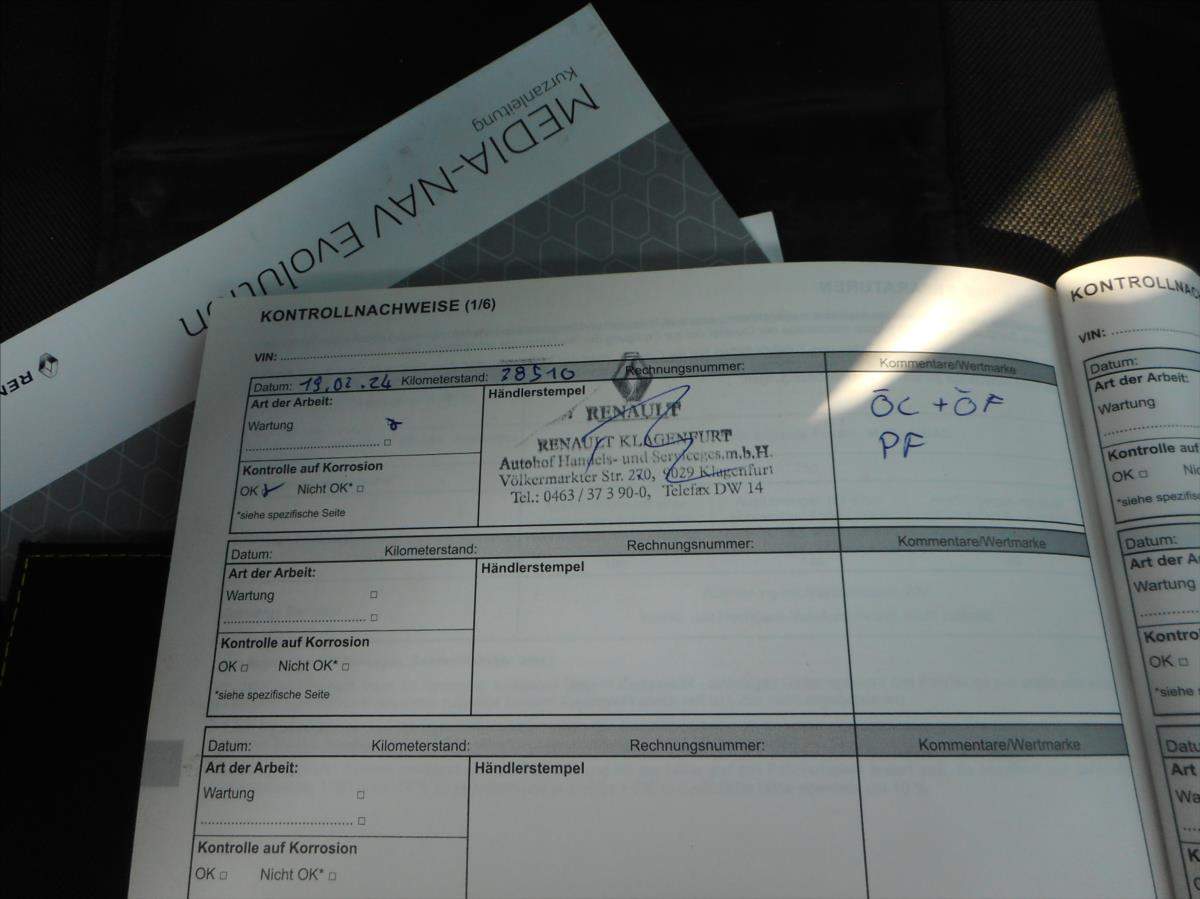 MEDIA-NAV Evolution
Kurzanleitung
KONTROLLNACHWEISE (1/6)
VIN:
Datum: 19.02.24 Kilometerstand: 28510 Rechnungsnummer: Kommentare/Wertmarke
Art der Arbeit:
Wartung
Kontrolle auf Korrosion
OK Nicht OK*
*siehe spezifische Seite
Händlerstempel
RENAULT
RENAULT KLAGENFURT
Autohof Handels- und Serviceges.m.b.H.
Völkermarkter Str. 270, 9029 Klagenfurt
Tel.: 0463 / 37 3 90-0, Telefax DW 14
ÖC + ÖF
PF
Datum: Kilometerstand: Rechnungsnummer: Kommentare/Wertmarke
Art der Arbeit:
Wartung
Kontrolle auf Korrosion
OK Nicht OK*
*siehe spezifische Seite
Händlerstempel
Datum: Kilometerstand: Rechnungsnummer: Kommentare/Wertmarke
Art der Arbeit:
Wartung
Kontrolle auf Korrosion
OK Nicht OK*
Händlerstempel
VIN:
Datum:
Art der Arbeit:
Wartung
Kontrolle auf
OK
*siehe spezifische
Datum:
Art der
Wartung
OK
*siehe